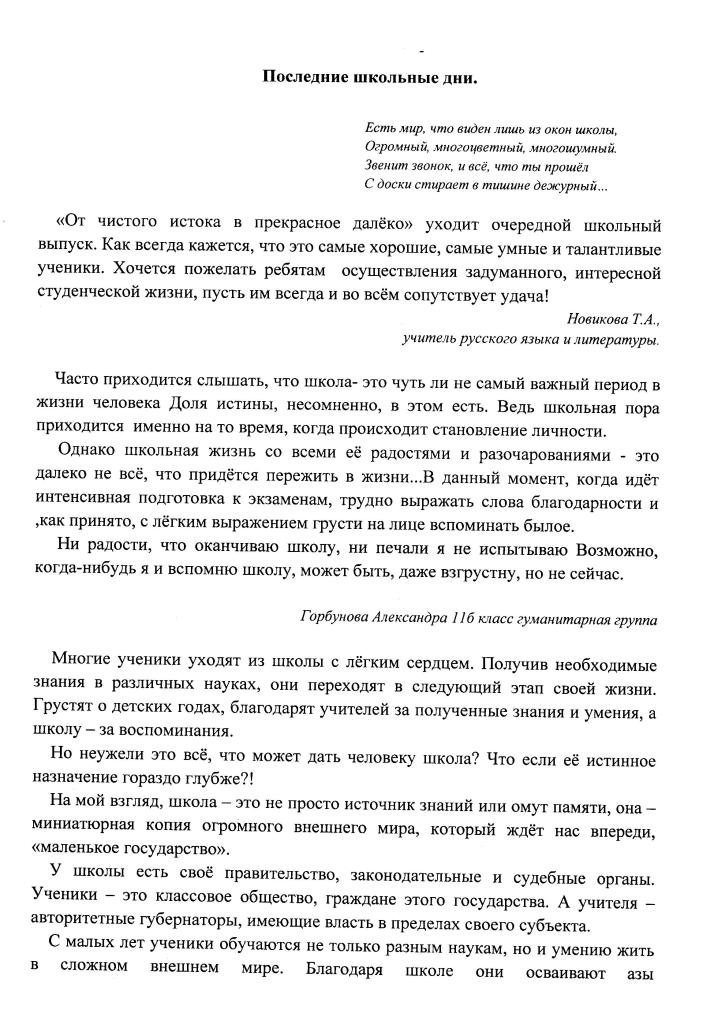 Последние школьные дни.
Есть мир, что виден лишь из окон школы,
Огромный, многоцветный, многошумный.
Звенит звонок, и всё, что ты прошёл
С доски стирает в тишине дежурный…
«От чистого истока в прекрасное далёко» уходит очередной школьный
выпуск. Как всегда кажется, что это самые хорошие, самые умные и талантливые
ученики. Хочется пожелать ребятам осуществления задуманного, интересной
студенческой жизни, пусть им всегда и во всём сопутствует удача!
Новикова Т.А.,
учитель русского языка и литературы.
Часто приходится слышать, что школа- это чуть ли не самый важный период в
жизни человека Доля истины, несомненно, в этом есть. Ведь школьная пора
приходится именно на то время, когда происходит становление личности.
Однако школьная жизнь со всеми её радостями и разочарованиями - это
далеко не всё, что придётся пережить в жизни...В данный момент, когда идёт
интенсивная подготовка к экзаменам, трудно выражать слова благодарности и
,как принято, с лёгким выражением грусти на лице вспоминать былое.
Ни радости, что оканчиваю школу, ни печали я не испытываю Возможно,
когда-нибудь я и вспомню школу, может быть, даже взгрустну, но не сейчас.
Горбунова Александра 11б класс гуманитарная группа
Многие ученики уходят из школы с лёгким сердцем. Получив необходимые
знания в различных науках, они переходят в следующий этап своей жизни.
Грустят о детских годах, благодарят учителей за полученные знания и умения, а
школу – за воспоминания.
Но неужели это всё, что может дать человеку школа? Что если её истинное
назначение гораздо глубже?!
На мой взгляд, школа – это не просто источник знаний или омут памяти, она –
миниатюрная копия огромного внешнего мира, который ждёт нас впереди,
«маленькое государство».
У школы есть своё правительство, законодательные и судебные органы.
Ученики – это классовое общество, граждане этого государства. А учителя –
авторитетные губернаторы, имеющие власть в пределах своего субъекта.
С малых лет ученики обучаются не только разным наукам, но и умению жить
в сложном внешнем мире. Благодаря школе они осваивают азы